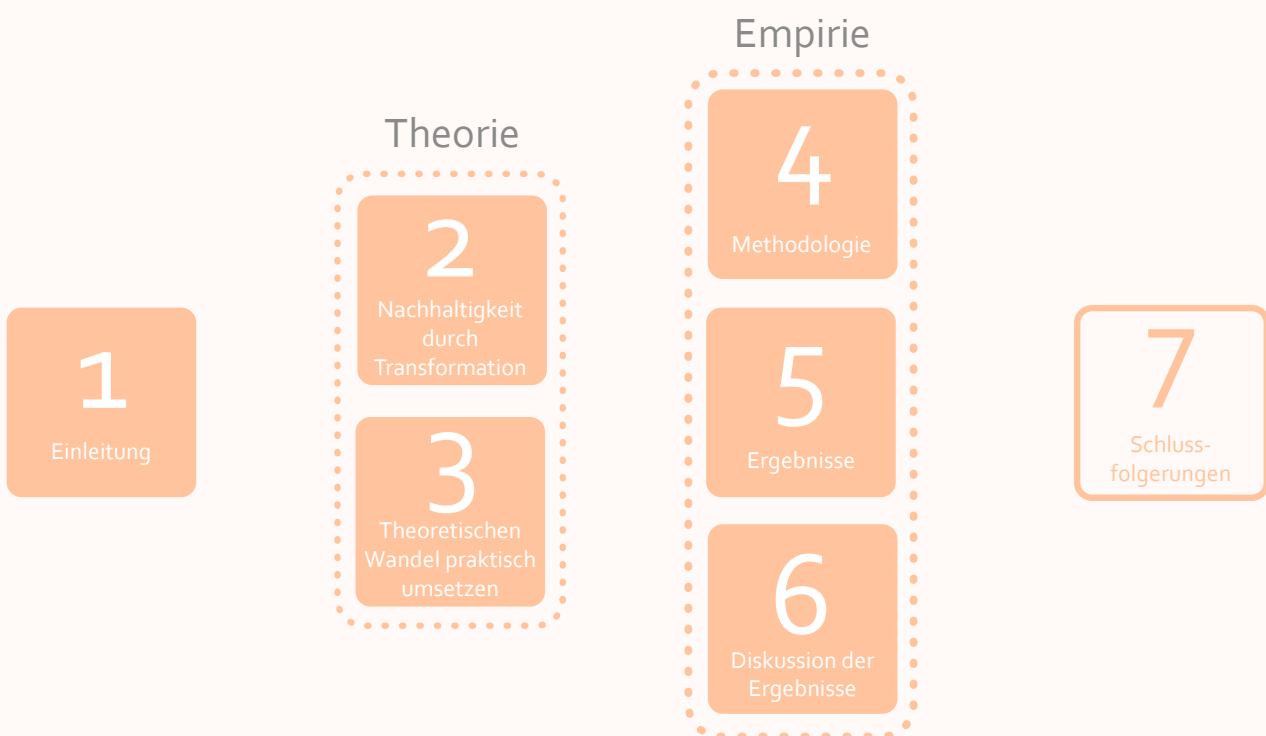 1
Einleitung
Theorie
2
Nachhaltigkeit
durch
Transformation
3
Theoretischen
Wandel praktisch
umsetzen
Empirie
4
Methodologie
5
Ergebnisse
6
Diskussion der
Ergebnisse
7
Schluss-
folgerungen